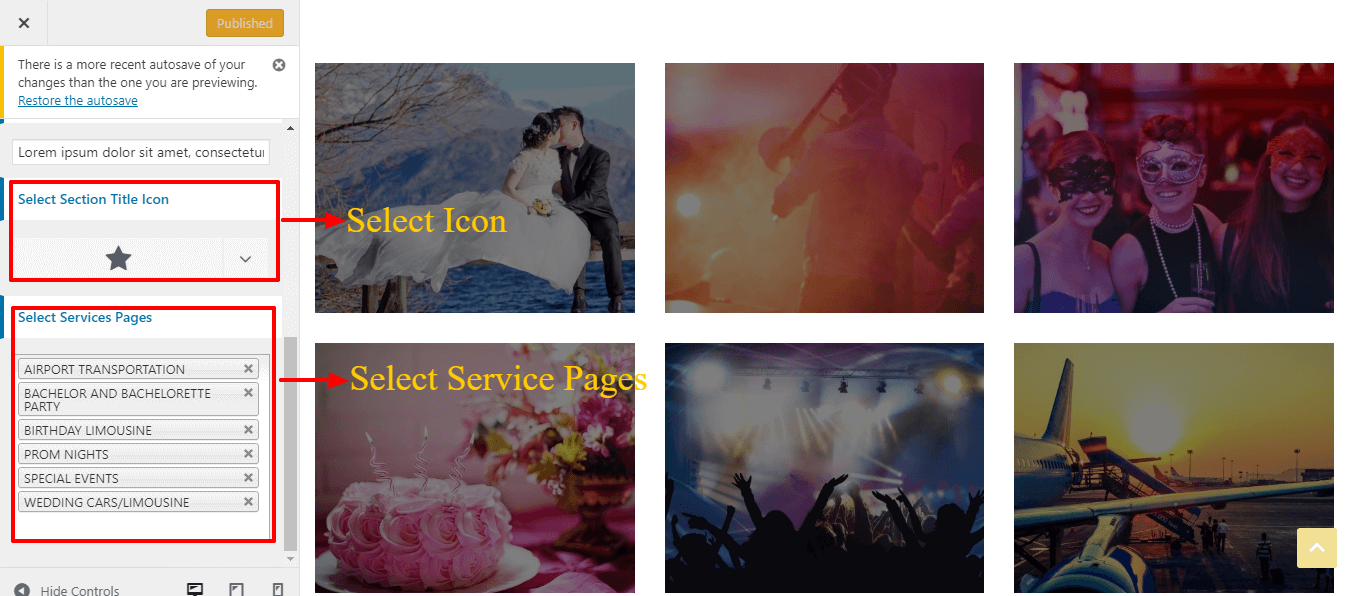 Published
There is a more recent autosave of your
changes than the one you are previewing.
Restore the autosave
Lorem ipsum dolor sit amet, consectetur
Select Section Title Icon
Select Icon
Select Services Pages
Select Service Pages
AIRPORT TRANSPORTATION
BACHELOR AND BACHELORETTE
PARTY
BIRTHDAY LIMOUSINE
PROM NIGHTS
SPECIAL EVENTS
WEDDING CARS/LIMOUSINE
Hide Controls